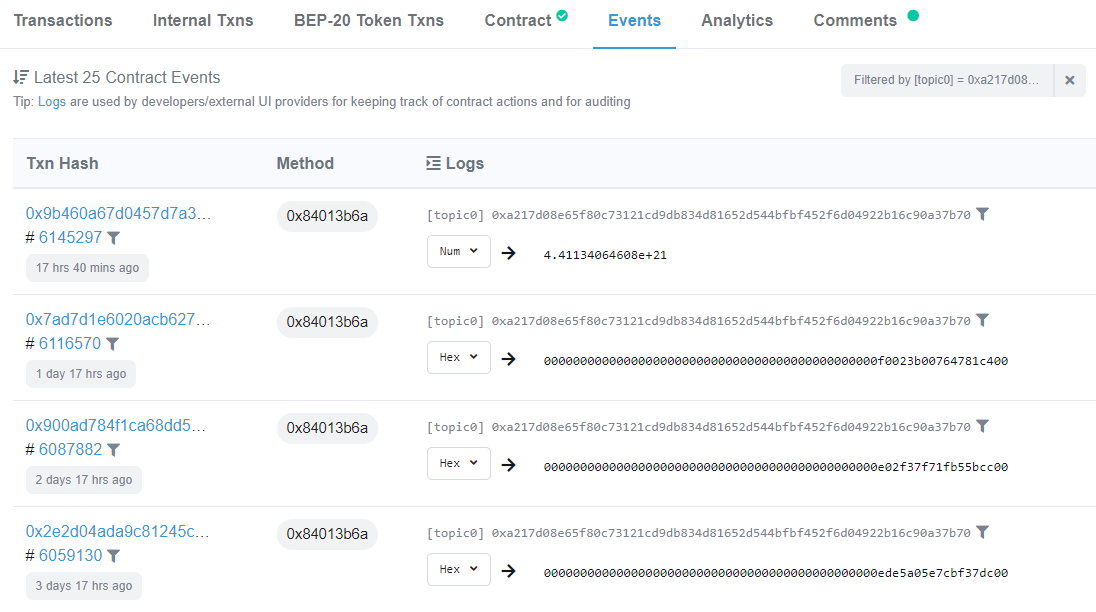 Transactions Internal Txns BEP-20 Token Txns Contract Events Analytics Comments
Latest 25 Contract Events
Filtered by [topic0] = 0xa217d08...
Tip: Logs are used by developers/external UI providers for keeping track of contract actions and for auditing
Txn Hash Method Logs
0x9b460a67d0457d7a3... 0x84013b6a [topic0] 0xa217d08e65f80c73121cd9db834d81652d544bfbf452f6d04922b16c90a37b70
# 6145297
Num → 4.41134064608e+21
17 hrs 40 mins ago
0x7ad7d1e6020acb627... 0x84013b6a [topic0] 0xa217d08e65f80c73121cd9db834d81652d544bfbf452f6d04922b16c90a37b70
# 6116570
Hex → 0000000000000000000000000000000000000000000000f0023b00764781c400
1 day 17 hrs ago
0x900ad784f1ca68dd5... 0x84013b6a [topic0] 0xa217d08e65f80c73121cd9db834d81652d544bfbf452f6d04922b16c90a37b70
# 6087882
Hex → 0000000000000000000000000000000000000000000000e02f37f71fb55bcc00
2 days 17 hrs ago
0x2e2d04ada9c81245c... 0x84013b6a [topic0] 0xa217d08e65f80c73121cd9db834d81652d544bfbf452f6d04922b16c90a37b70
# 6059130
Hex → 0000000000000000000000000000000000000000000000ede5a05e7cbf37dc00
3 days 17 hrs ago